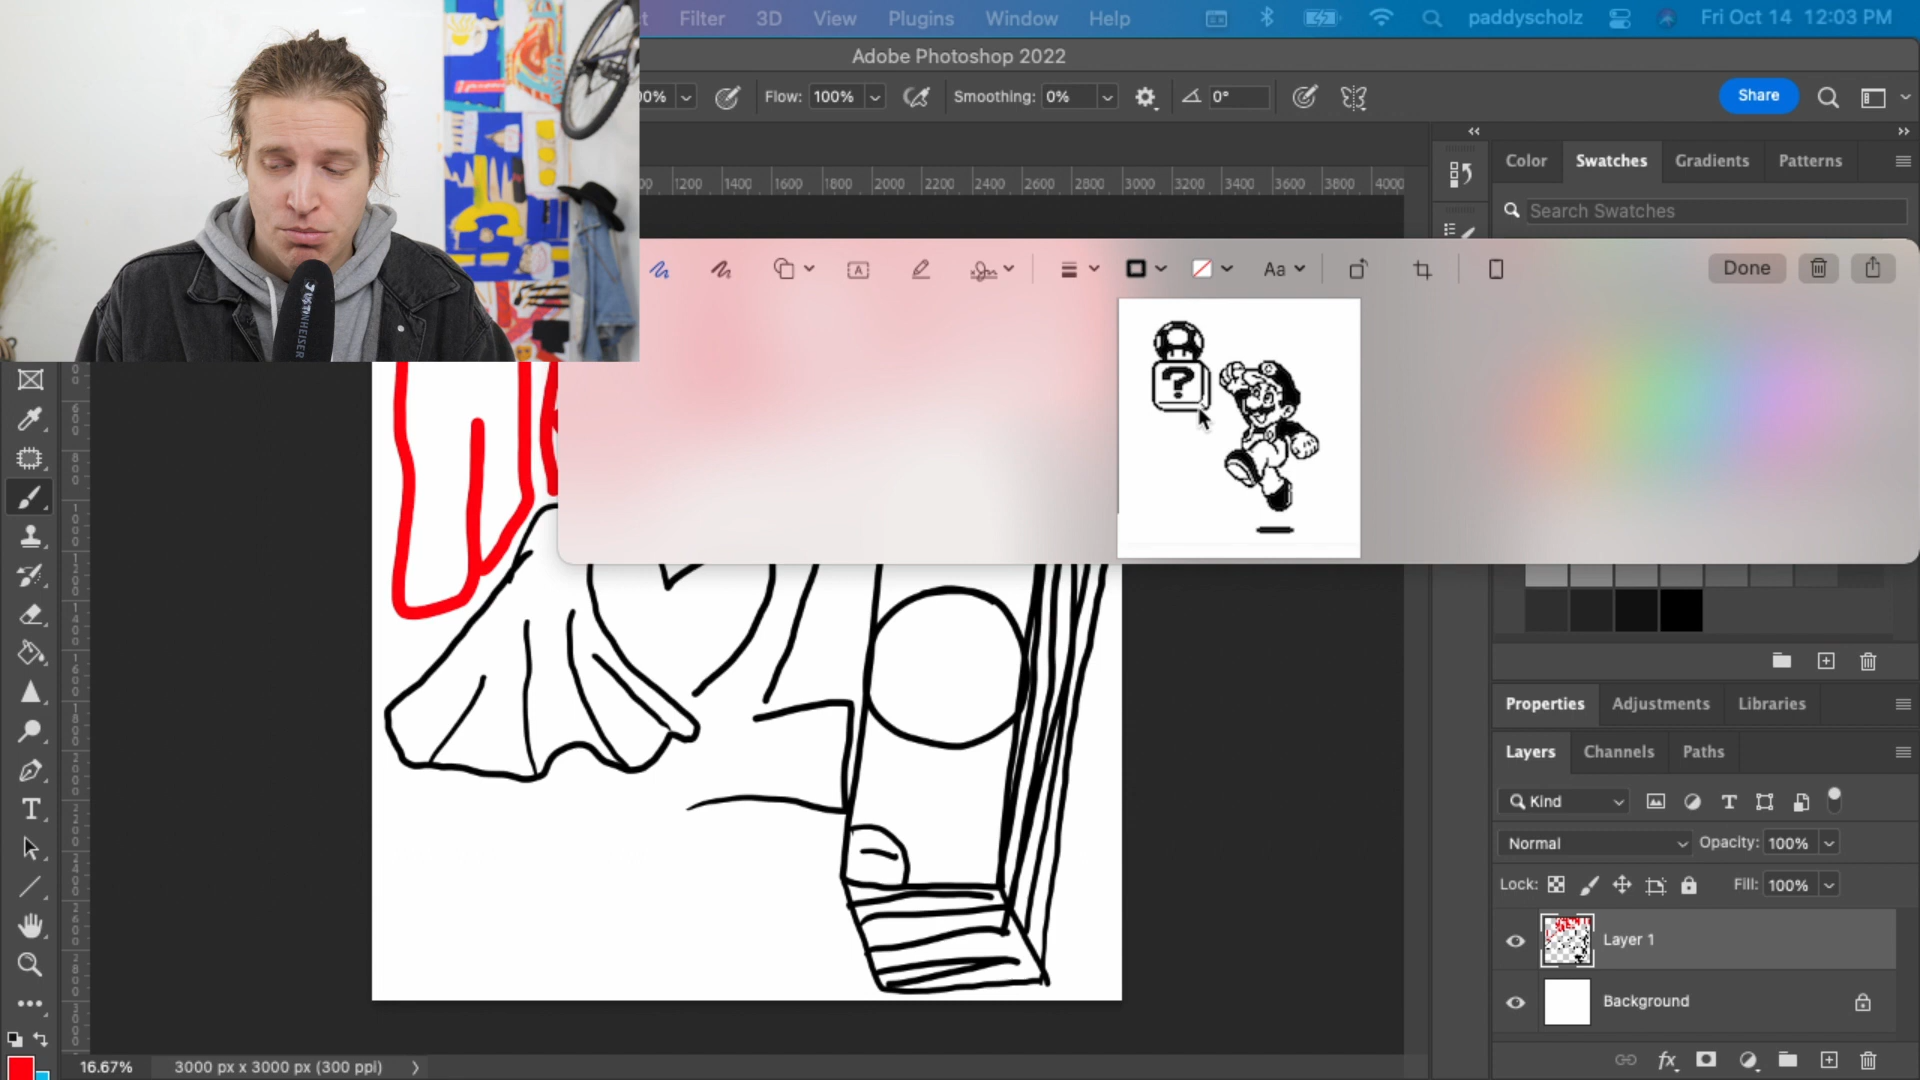 Filter 3D View Plugins Window Help paddyscholz Fri Oct 14 12:03 PM
Adobe Photoshop 2022
Flow: 100% Smoothing: 0% 0° Share
1200 1400 1600 1800 2000 2200 2400 2600 2800 3000 3200 3400 3600 3800 4000
Color Swatches Gradients Patterns
Search Swatches
A Aa Done
?
SENNHEISER
Properties Adjustments Libraries
Layers Channels Paths
Kind
Normal Opacity: 100%
Lock: Fill: 100%
Layer 1
Background
16.67% 3000 px x 3000 px (300 ppi)
fx